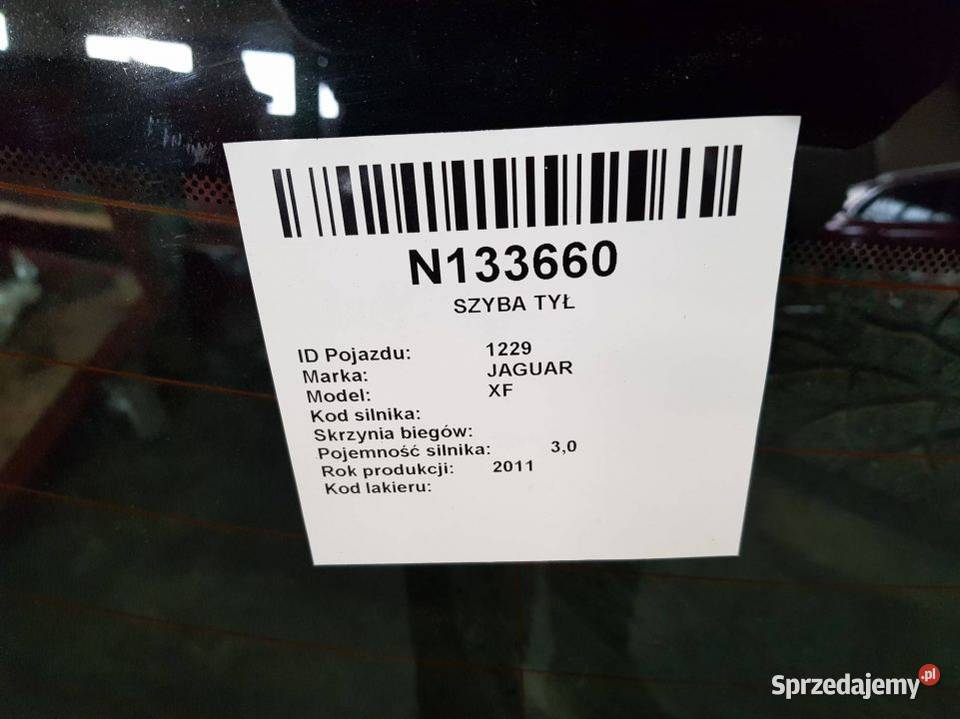 N133660
SZYBA TYŁ
ID Pojazdu: 1229
Marka: JAGUAR
Model: XF
Kod silnika:
Skrzynia biegów:
Pojemność silnika: 3,0
Rok produkcji: 2011
Kod lakieru:
Sprzedajemy.pl